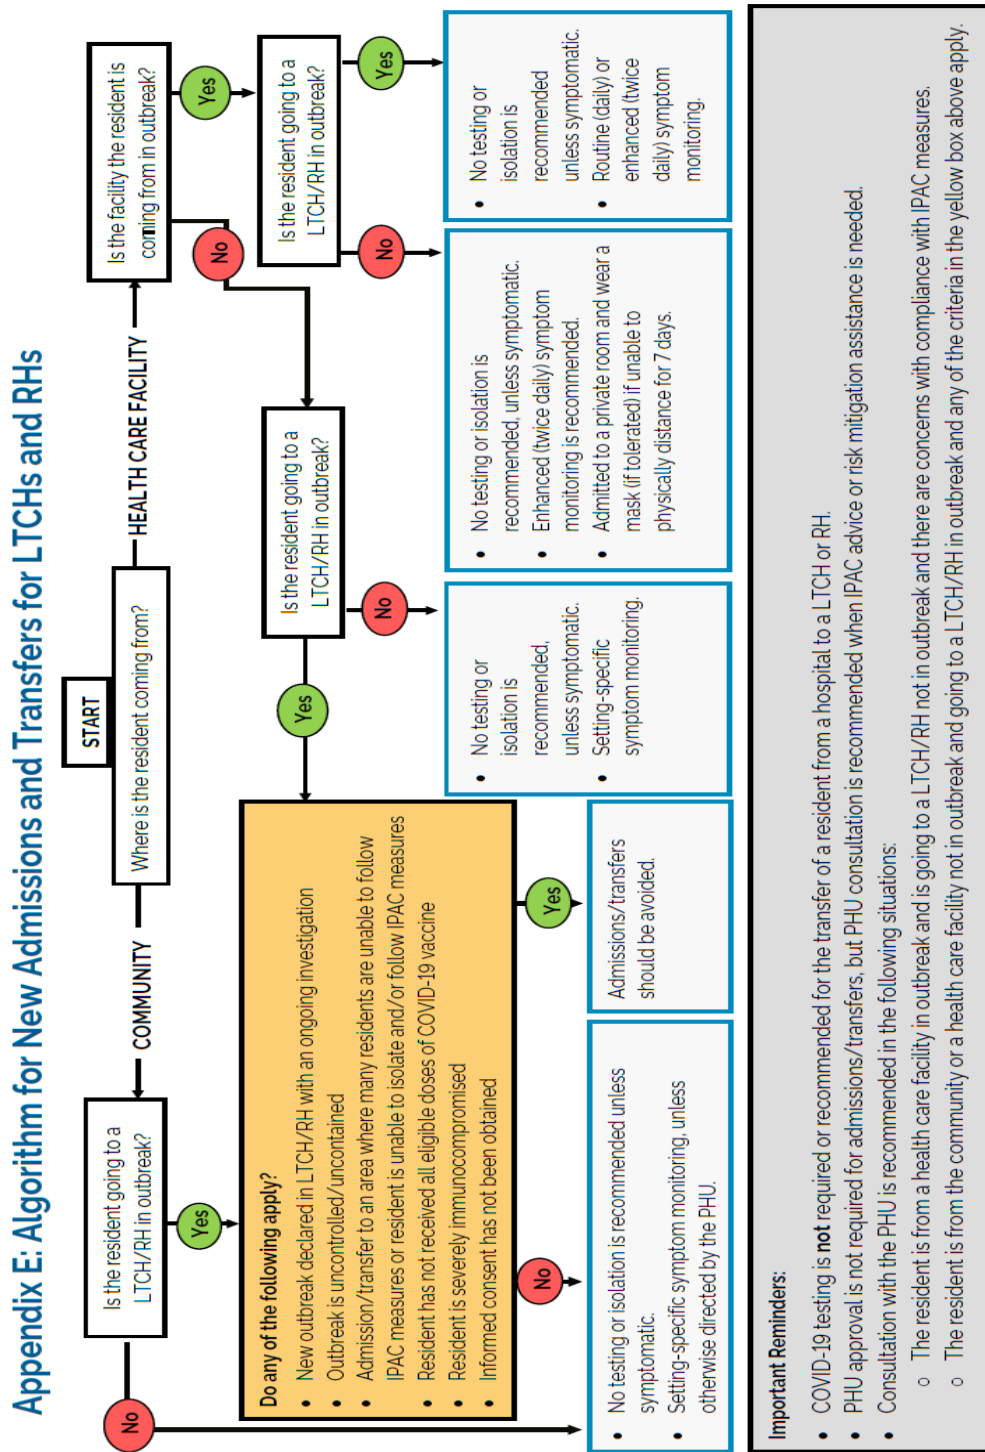 Appendix E: Algorithm for New Admissions and Transfers for LTCHs and RHs
START
Where is the resident coming from?
COMMUNITY
HEALTH CARE FACILITY
Is the resident going to a
LTCH/RH in outbreak?
No
Yes
Is the facility the resident is
coming from in outbreak?
No
Yes
Is the resident going to a
LTCH/RH in outbreak?
Yes
No
Is the resident going to a
LTCH/RH in outbreak?
No
Yes
Do any of the following apply?
• New outbreak declared in LTCH/RH with an ongoing investigation
• Outbreak is uncontrolled/uncontained
• Admission/transfer to an area where many residents are unable to follow
IPAC measures or resident is unable to isolate and/or follow IPAC measures
• Resident has not received all eligible doses of COVID-19 vaccine
• Resident is severely immunocompromised
• Informed consent has not been obtained
No
Yes
• No testing or isolation is recommended unless
symptomatic.
• Setting-specific symptom monitoring, unless
otherwise directed by the PHU.
Admissions/transfers
should be avoided.
• No testing or
isolation is
recommended,
unless symptomatic.
• Setting-specific
symptom monitoring.
• No testing or isolation is
recommended, unless symptomatic.
• Enhanced (twice daily) symptom
monitoring is recommended.
• Admitted to a private room and wear a
mask (if tolerated) if unable to
physically distance for 7 days.
• No testing or
isolation is
recommended
unless symptomatic.
• Routine (daily) or
enhanced (twice
daily) symptom
monitoring.
Important Reminders:
• COVID-19 testing is not required or recommended for the transfer of a resident from a hospital to a LTCH or RH.
• PHU approval is not required for admissions/transfers, but PHU consultation is recommended when IPAC advice or risk mitigation assistance is needed.
• Consultation with the PHU is recommended in the following situations:
o The resident is from a health care facility in outbreak and is going to a LTCH/RH not in outbreak and there are concerns with compliance with IPAC measures.
o The resident is from the community or a health care facility not in outbreak and going to a LTCH/RH in outbreak and any of the criteria in the yellow box above apply.